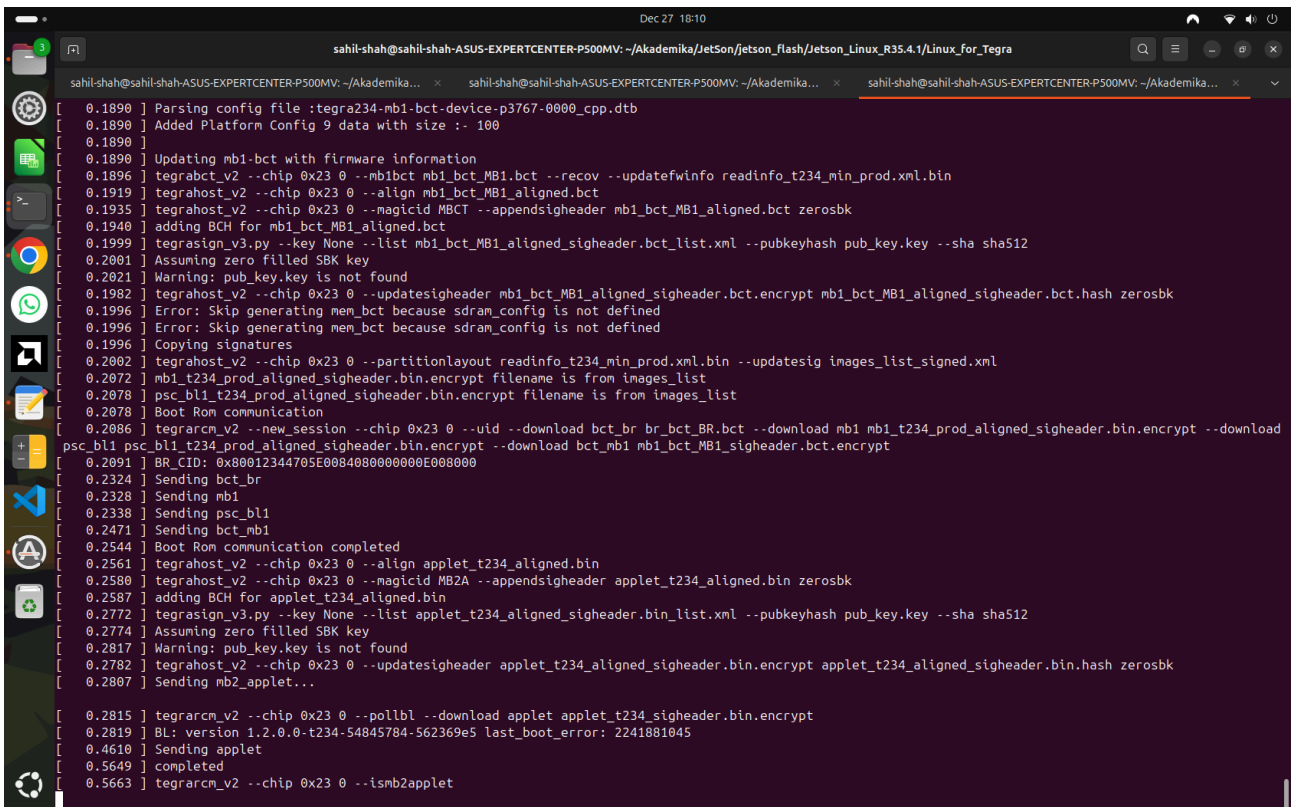 Dec 27 18:10
3
sahil-shah@sahil-shah-ASUS-EXPERTCENTER-P500MV: ~/Akademika/JetSon/jetson_flash/Jetson_Linux_R35.4.1/Linux_for_Tegra
sahil-shah@sahil-shah-ASUS-EXPERTCENTER-P500MV: ~/Akademika... × sahil-shah@sahil-shah-ASUS-EXPERTCENTER-P500MV: ~/Akademika... × sahil-shah@sahil-shah-ASUS-EXPERTCENTER-P500MV: ~/Akademika... ×
[   0.1890 ] Parsing config file :tegra234-mb1-bct-device-p3767-0000_cpp.dtb
[   0.1890 ] Added Platform Config 9 data with size :- 100
[   0.1890 ]
[   0.1890 ] Updating mb1-bct with firmware information
[   0.1896 ] tegrabct_v2 --chip 0x23 0 --mb1bct mb1_bct_MB1.bct --recov --updatefwinfo readinfo_t234_min_prod.xml.bin
[   0.1919 ] tegrahost_v2 --chip 0x23 0 --align mb1_bct_MB1_aligned.bct
[   0.1935 ] tegrahost_v2 --chip 0x23 0 --magicid MBCT --appendsigheader mb1_bct_MB1_aligned.bct zerosbk
[   0.1940 ] adding BCH for mb1_bct_MB1_aligned.bct
[   0.1999 ] tegrasign_v3.py --key None --list mb1_bct_MB1_aligned_sigheader.bct_list.xml --pubkeyhash pub_key.key --sha sha512
[   0.2001 ] Assuming zero filled SBK key
[   0.2021 ] Warning: pub_key.key is not found
[   0.1982 ] tegrahost_v2 --chip 0x23 0 --updatesigheader mb1_bct_MB1_aligned_sigheader.bct.encrypt mb1_bct_MB1_aligned_sigheader.bct.hash zerosbk
[   0.1996 ] Error: Skip generating mem_bct because sdram_config is not defined
[   0.1996 ] Error: Skip generating mem_bct because sdram_config is not defined
[   0.1996 ] Copying signatures
[   0.2002 ] tegrahost_v2 --chip 0x23 0 --partitionlayout readinfo_t234_min_prod.xml.bin --updatesig images_list_signed.xml
[   0.2072 ] mb1_t234_prod_aligned_sigheader.bin.encrypt filename is from images_list
[   0.2078 ] psc_bl1_t234_prod_aligned_sigheader.bin.encrypt filename is from images_list
[   0.2078 ] Boot Rom communication
[   0.2086 ] tegrarcm_v2 --new_session --chip 0x23 0 --uid --download bct_br br_bct_BR.bct --download mb1 mb1_t234_prod_aligned_sigheader.bin.encrypt --download
psc_bl1 psc_bl1_t234_prod_aligned_sigheader.bin.encrypt --download bct_mb1 mb1_bct_MB1_sigheader.bct.encrypt
[   0.2091 ] BR_CID: 0x80012344705E0084080000000E008000
[   0.2324 ] Sending bct_br
[   0.2328 ] Sending mb1
[   0.2338 ] Sending psc_bl1
[   0.2471 ] Sending bct_mb1
[   0.2544 ] Boot Rom communication completed
[   0.2561 ] tegrahost_v2 --chip 0x23 0 --align applet_t234_aligned.bin
[   0.2580 ] tegrahost_v2 --chip 0x23 0 --magicid MB2A --appendsigheader applet_t234_aligned.bin zerosbk
[   0.2587 ] adding BCH for applet_t234_aligned.bin
[   0.2772 ] tegrasign_v3.py --key None --list applet_t234_aligned_sigheader.bin_list.xml --pubkeyhash pub_key.key --sha sha512
[   0.2774 ] Assuming zero filled SBK key
[   0.2817 ] Warning: pub_key.key is not found
[   0.2782 ] tegrahost_v2 --chip 0x23 0 --updatesigheader applet_t234_aligned_sigheader.bin.encrypt applet_t234_aligned_sigheader.bin.hash zerosbk
[   0.2807 ] Sending mb2_applet...
[   0.2815 ] tegrarcm_v2 --chip 0x23 0 --pollbl --download applet applet_t234_sigheader.bin.encrypt
[   0.2819 ] BL: version 1.2.0.0-t234-54845784-562369e5 last_boot_error: 2241881045
[   0.4610 ] Sending applet
[   0.5649 ] completed
[   0.5663 ] tegrarcm_v2 --chip 0x23 0 --ismb2applet